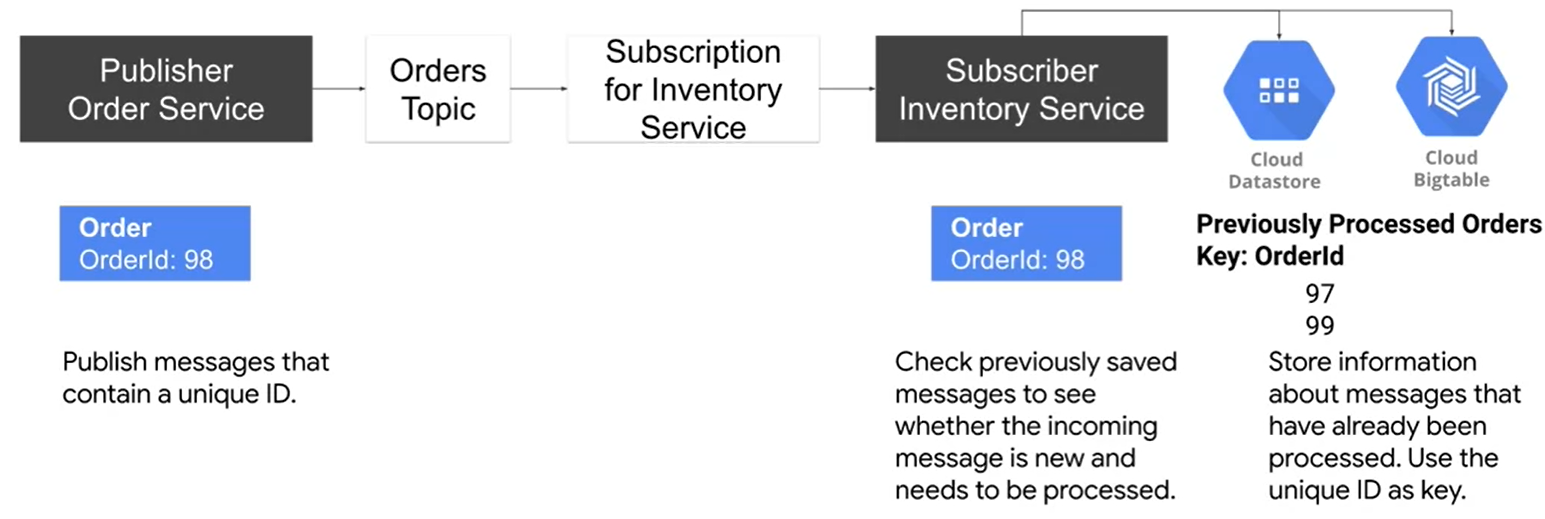 Publisher
Order Service
Orders
Topic
Subscription
for Inventory
Service
Subscriber
Inventory Service
Cloud
Datastore
Cloud
Bigtable
Order
OrderId: 98
Order
OrderId: 98
Previously Processed Orders
Key: OrderId
97
99
Publish messages that
contain a unique ID.
Check previously saved
messages to see
whether the incoming
message is new and
needs to be processed.
Store information
about messages that
have already been
processed. Use the
unique ID as key.